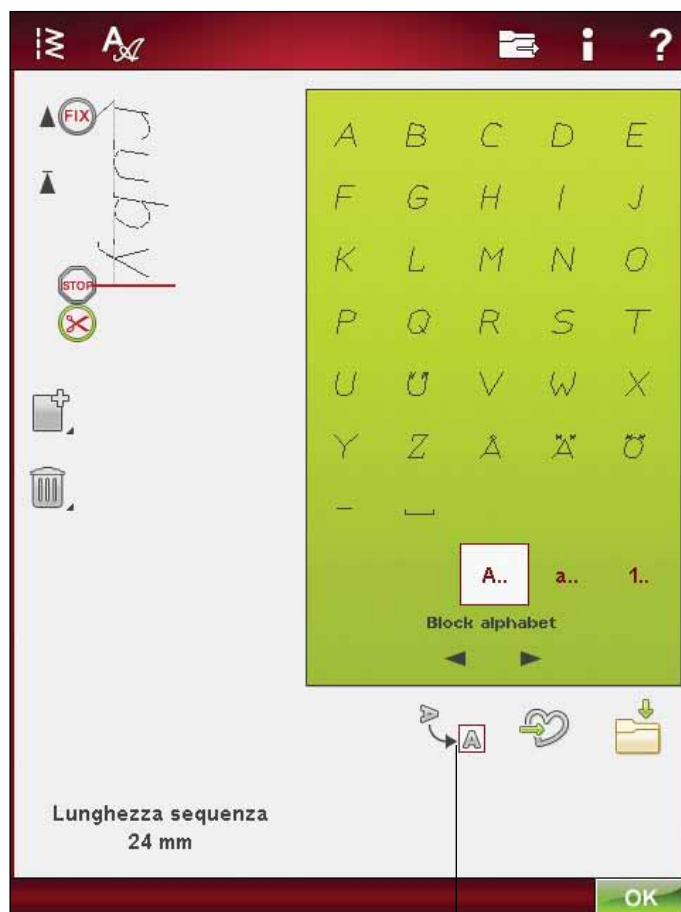 FIX
STOP
A B C D E
F G H I J
K L M N O
P Q R S T
U Ü V W X
Y Z Å Ä Ö
_
A.. a.. 1..
Block alphabet
Lunghezza sequenza
24 mm
OK